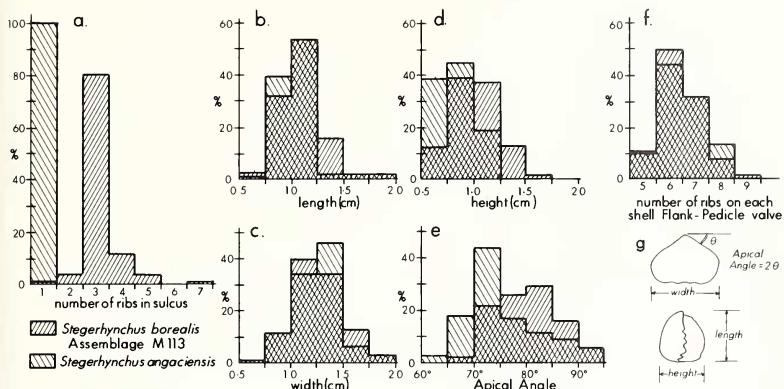 a.
100
80
60
40
20
0
%
1 2 3 4 5 6 7
number of ribs in sulcus
Stegerhynchus borealis
Assemblage M 113
Stegerhynchus angaciensis
b.
60
40
20
0
%
0.5 1.0 1.5 2.0
length (cm)
c.
40
20
0
%
0.5 1.0 1.5 2.0
width (cm)
d.
60
40
20
0
%
0.5 1.0 1.5 2.0
height (cm)
e
40
20
0
%
60° 70° 80° 90°
Apical Angle
f.
60
40
20
0
%
5 6 7 8 9
number of ribs on each
shell Flank - Pedicle valve
g
θ
Apical
Angle = 2θ
width
length
height